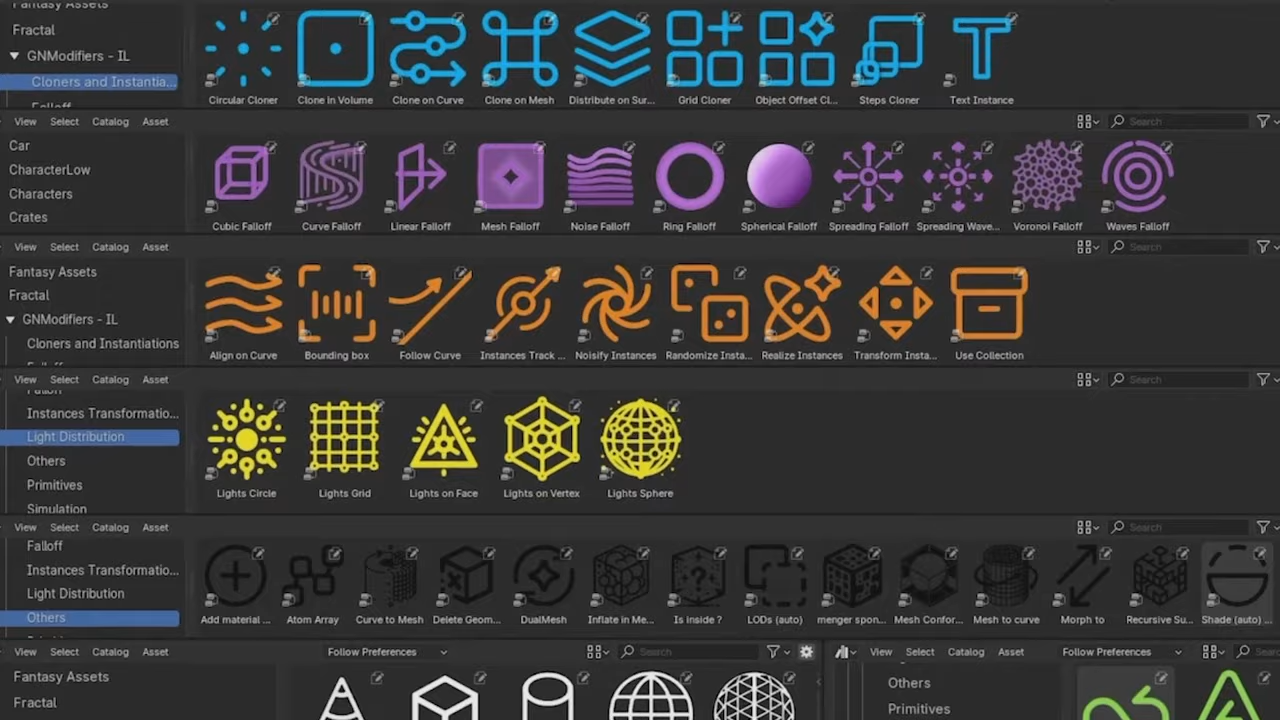 Fantasy Assets
Fractal
GNModifiers - IL
Cloners and Instantia...
Falloff
Circular Cloner
Clone in Volume
Clone on Curve
Clone on Mesh
Distribute on Sur...
Grid Cloner
Object Offset Cl...
Steps Cloner
Text Instance
View Select Catalog Asset
Search
Car
CharacterLow
Characters
Crates
Cubic Falloff
Curve Falloff
Linear Falloff
Mesh Falloff
Noise Falloff
Ring Falloff
Spherical Falloff
Spreading Falloff
Spreading Wave...
Voronoi Falloff
Waves Falloff
View Select Catalog Asset
Search
Fantasy Assets
Fractal
GNModifiers - IL
Cloners and Instantiations
Falloff
Align on Curve
Bounding box
Follow Curve
Instances Track ...
Noisify Instances
Randomize Insta...
Realize Instances
Transform Insta...
Use Collection
View Select Catalog Asset
Search
Falloff
Instances Transformatio...
Light Distribution
Others
Primitives
Simulation
Lights Circle
Lights Grid
Lights on Face
Lights on Vertex
Lights Sphere
View Select Catalog Asset
Search
Falloff
Instances Transformatio...
Light Distribution
Others
Add material ...
Atom Array
Curve to Mesh
Delete Geom...
DualMesh
Inflate in Me...
Is inside ?
LODs (auto)
menger spon...
Mesh Confor...
Mesh to curve
Morph to
Recursive Su...
Shade (auto) ...
View Select Catalog Asset
Follow Preferences
Search
Fantasy Assets
Fractal
View Select Catalog Asset
Follow Preferences
Others
Primitives